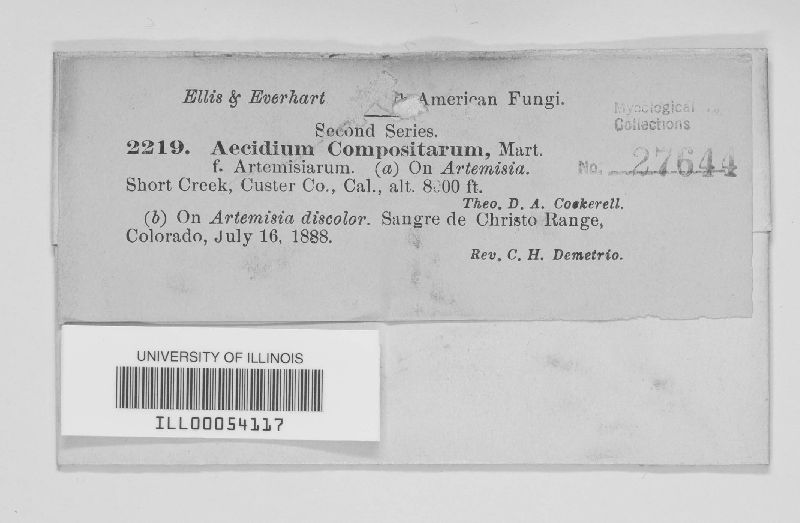 Ellis & Everhart American Fungi.
Second Series.
2219. Aecidium Compositarum, Mart.
f. Artemisiarum. (a) On Artemisia.
Short Creek, Custer Co., Cal., alt. 8000 ft.
Theo. D. A. Cockerell.
(b) On Artemisia discolor. Sangre de Christo Range,
Colorado, July 16, 1888.
Rev. C. H. Demetrio.
Mycological
Collections
No. 27644
UNIVERSITY OF ILLINOIS
ILL00054117